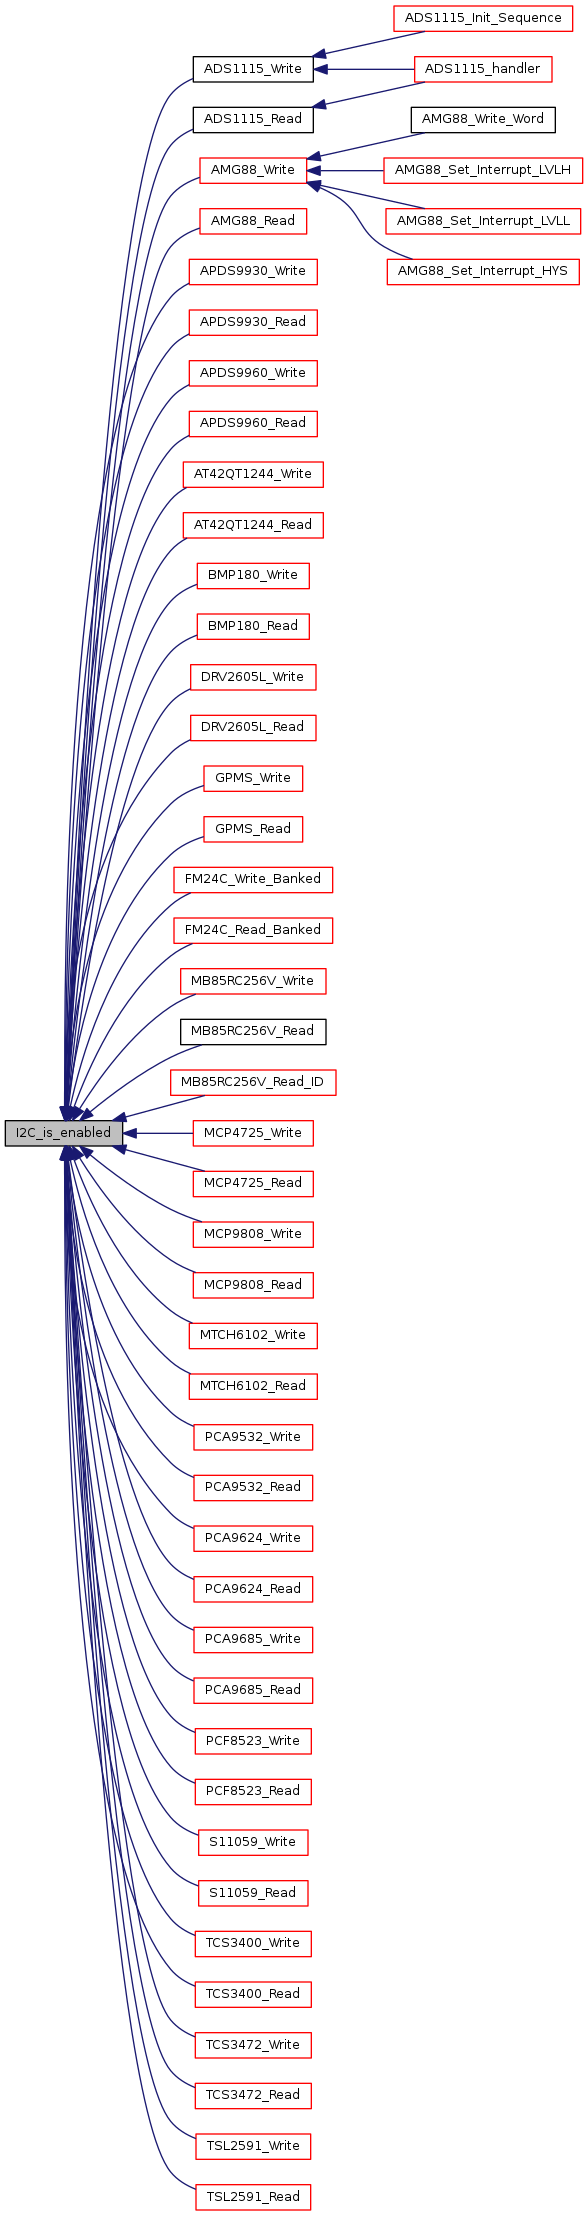 ADS1115_Init_Sequence
ADS1115_Write
ADS1115_handler
ADS1115_Read
AMG88_Write_Word
AMG88_Write
AMG88_Set_Interrupt_LVLH
AMG88_Read
AMG88_Set_Interrupt_LVLL
APDS9930_Write
AMG88_Set_Interrupt_HYS
APDS9930_Read
APDS9960_Write
APDS9960_Read
AT42QT1244_Write
AT42QT1244_Read
BMP180_Write
BMP180_Read
DRV2605L_Write
DRV2605L_Read
GPMS_Write
GPMS_Read
FM24C_Write_Banked
FM24C_Read_Banked
MB85RC256V_Write
MB85RC256V_Read
MB85RC256V_Read_ID
I2C_is_enabled
MCP4725_Write
MCP4725_Read
MCP9808_Write
MCP9808_Read
MTCH6102_Write
MTCH6102_Read
PCA9532_Write
PCA9532_Read
PCA9624_Write
PCA9624_Read
PCA9685_Write
PCA9685_Read
PCF8523_Write
PCF8523_Read
S11059_Write
S11059_Read
TCS3400_Write
TCS3400_Read
TCS3472_Write
TCS3472_Read
TSL2591_Write
TSL2591_Read